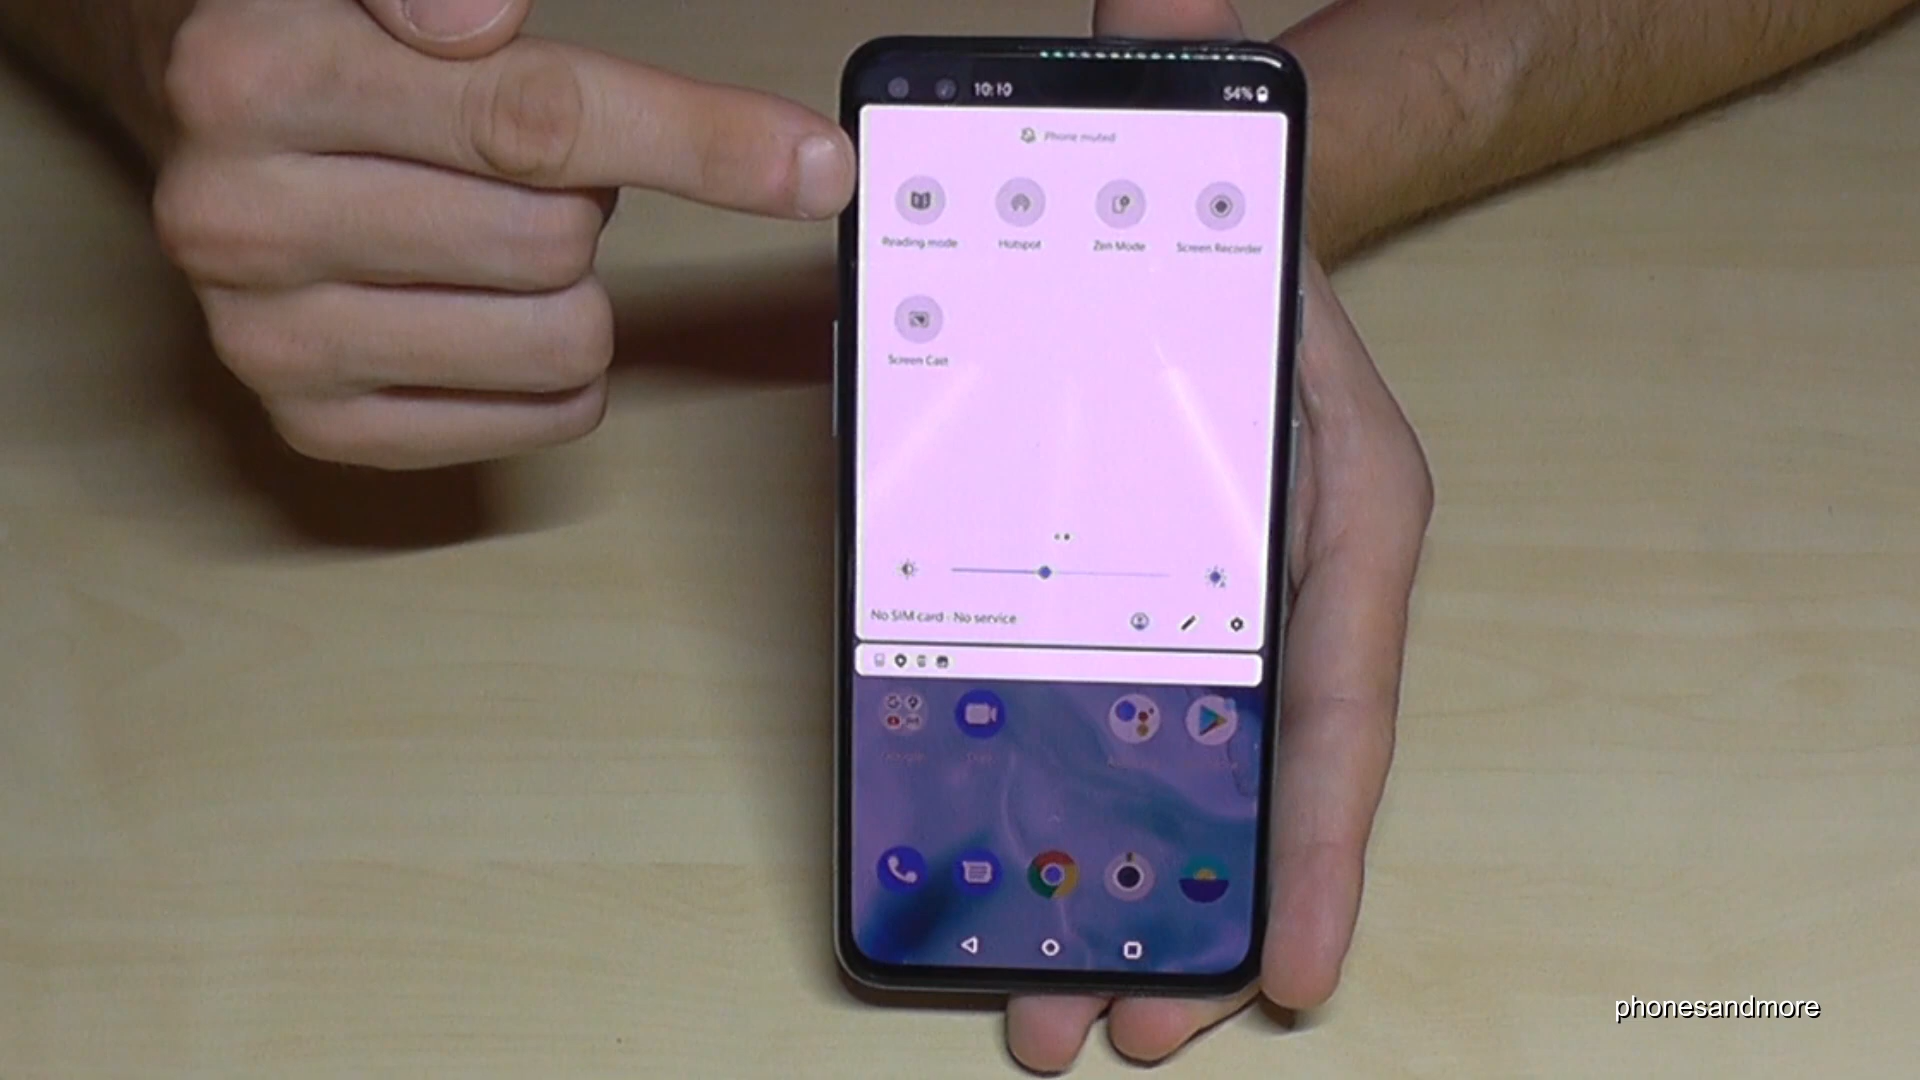 10:10 54%
Phone muted
Reading mode Hotspot Zen Mode Screen Recorder
Screen Cast
No SIM card · No service
phonesandmore